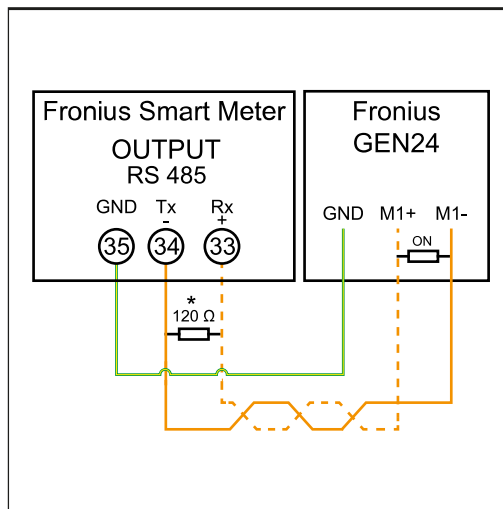 Fronius Smart Meter
OUTPUT
RS 485
GND Tx Rx
- +
35 34 33
*
120 Ω
Fronius
GEN24
GND M1+ M1-
ON